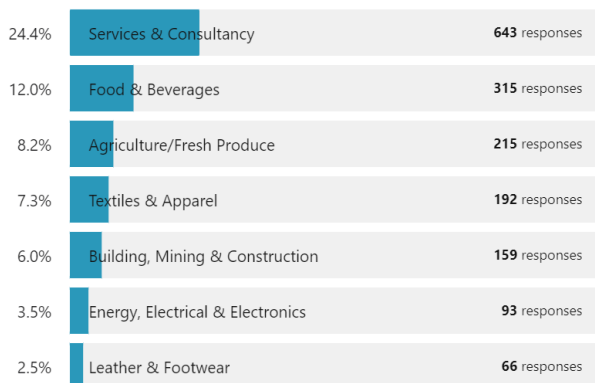 24.4% Services & Consultancy 643 responses
12.0% Food & Beverages 315 responses
8.2% Agriculture/Fresh Produce 215 responses
7.3% Textiles & Apparel 192 responses
6.0% Building, Mining & Construction 159 responses
3.5% Energy, Electrical & Electronics 93 responses
2.5% Leather & Footwear 66 responses